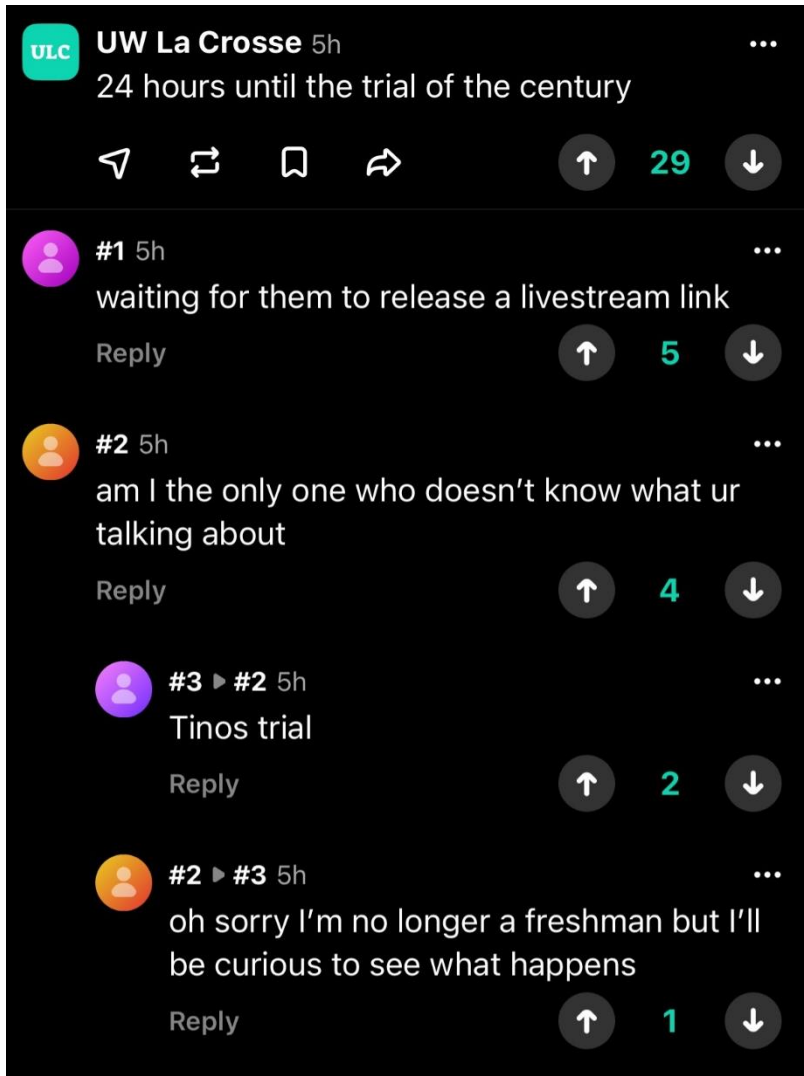 ULC
UW La Crosse 5h
24 hours until the trial of the century
29
#1 5h
waiting for them to release a livestream link
Reply
5
#2 5h
am I the only one who doesn’t know what ur
talking about
Reply
4
#3 ▸ #2 5h
Tinos trial
Reply
2
#2 ▸ #3 5h
oh sorry I’m no longer a freshman but I’ll
be curious to see what happens
Reply
1